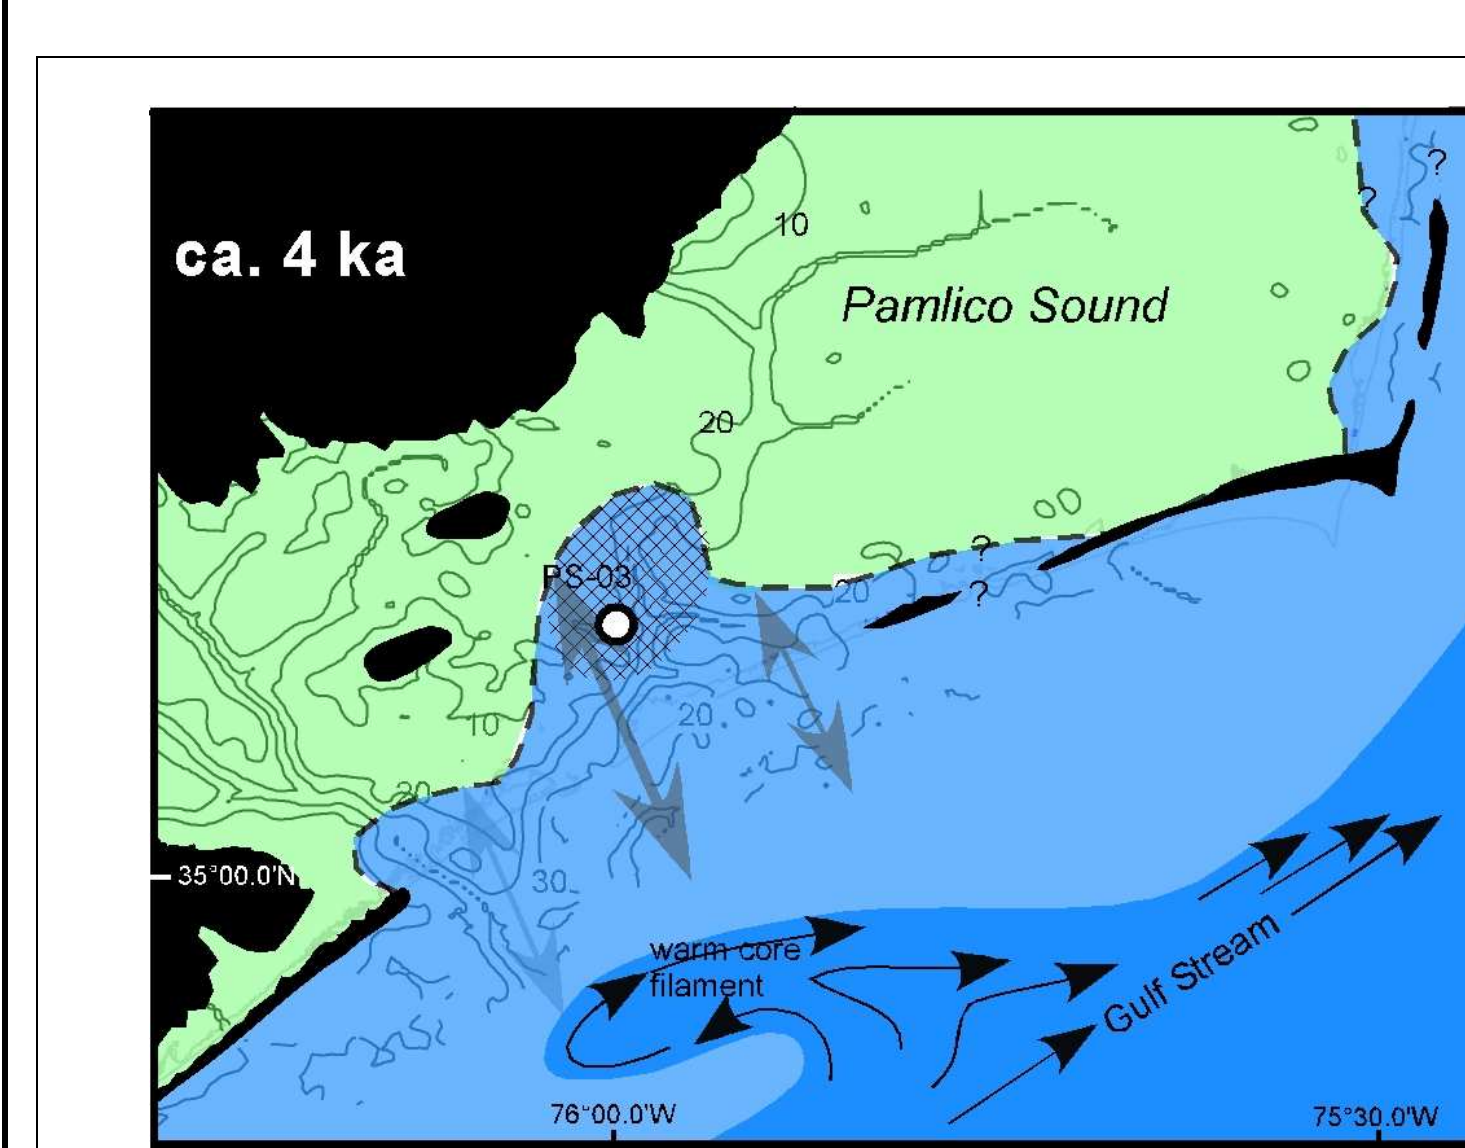 ?
?
10
ca. 4 ka
Pamlico Sound
20
?
PS-03
20
?
20
10
20
35°00.0'N
30
warm core
filament
Gulf Stream
76°00.0'W
75°30.0'W